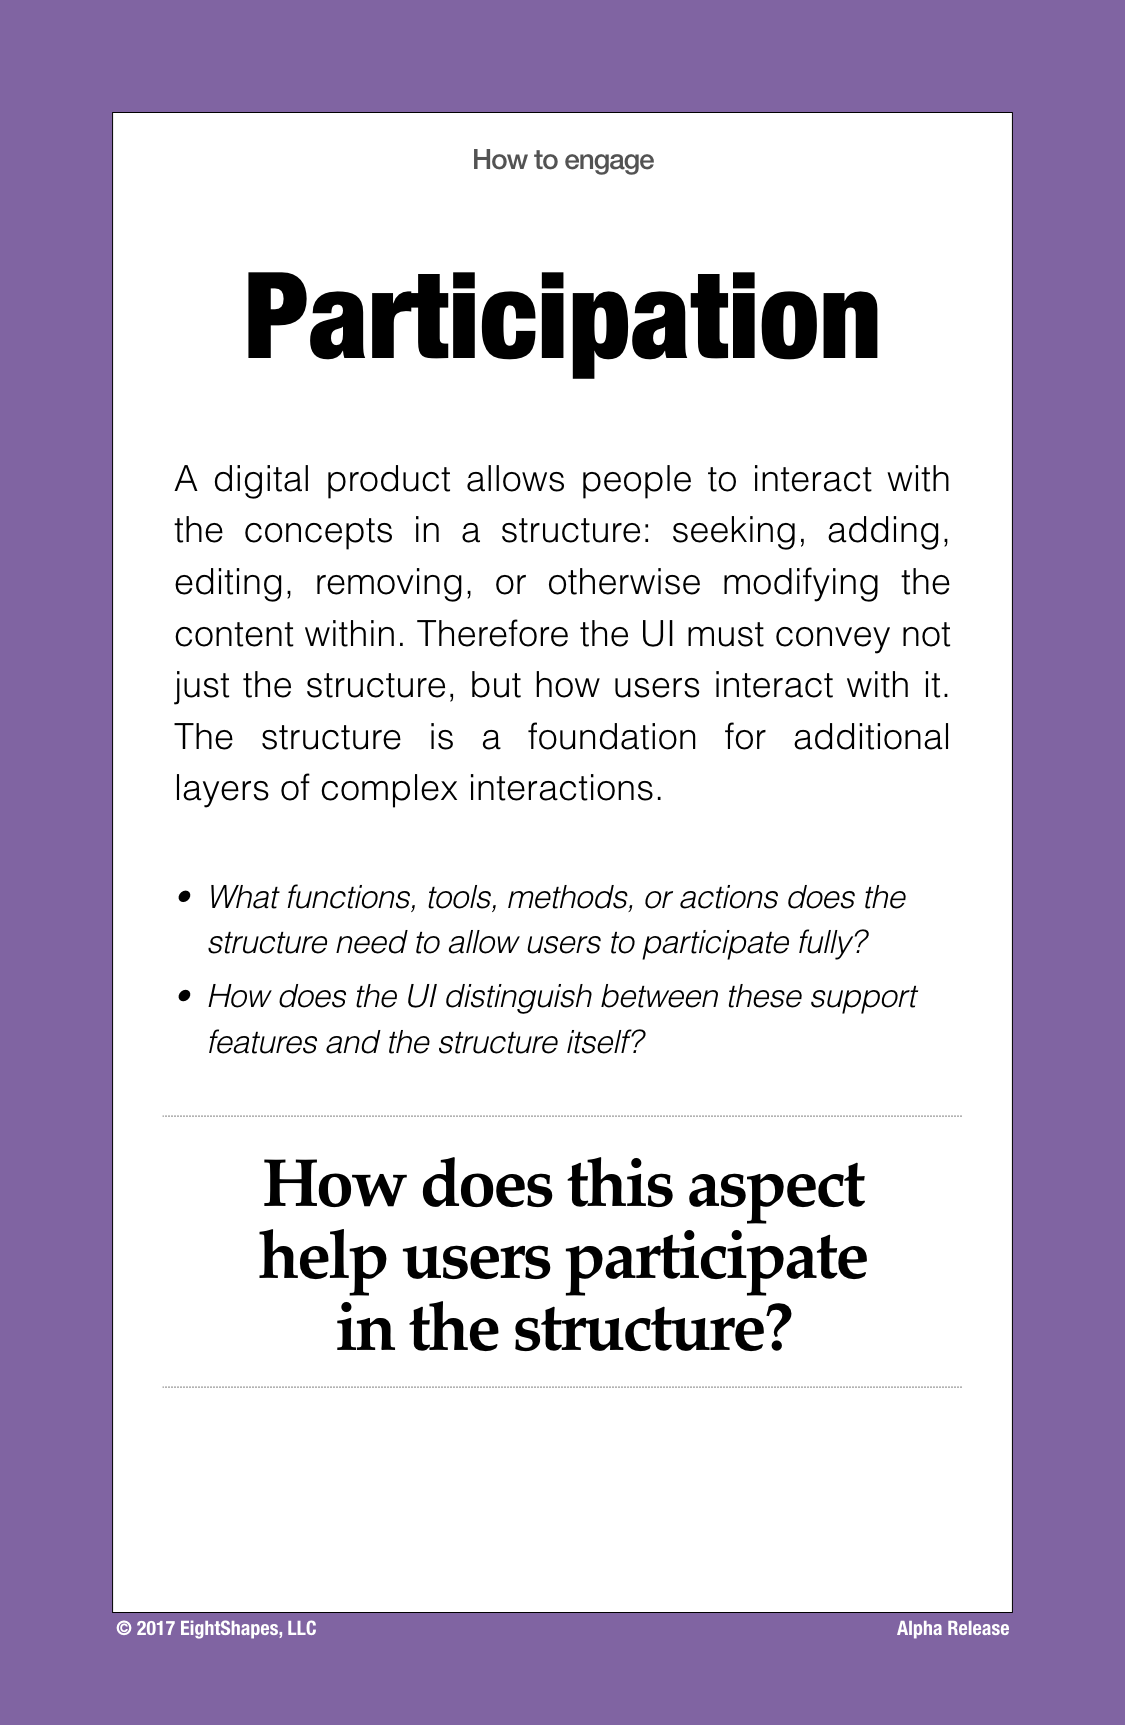 How to engage
Participation
A digital product allows people to interact with
the concepts in a structure: seeking, adding,
editing, removing, or otherwise modifying the
content within. Therefore the UI must convey not
just the structure, but how users interact with it.
The structure is a foundation for additional
layers of complex interactions.
• What functions, tools, methods, or actions does the
structure need to allow users to participate fully?
• How does the UI distinguish between these support
features and the structure itself?
How does this aspect
help users participate
in the structure?
© 2017 EightShapes, LLC
Alpha Release